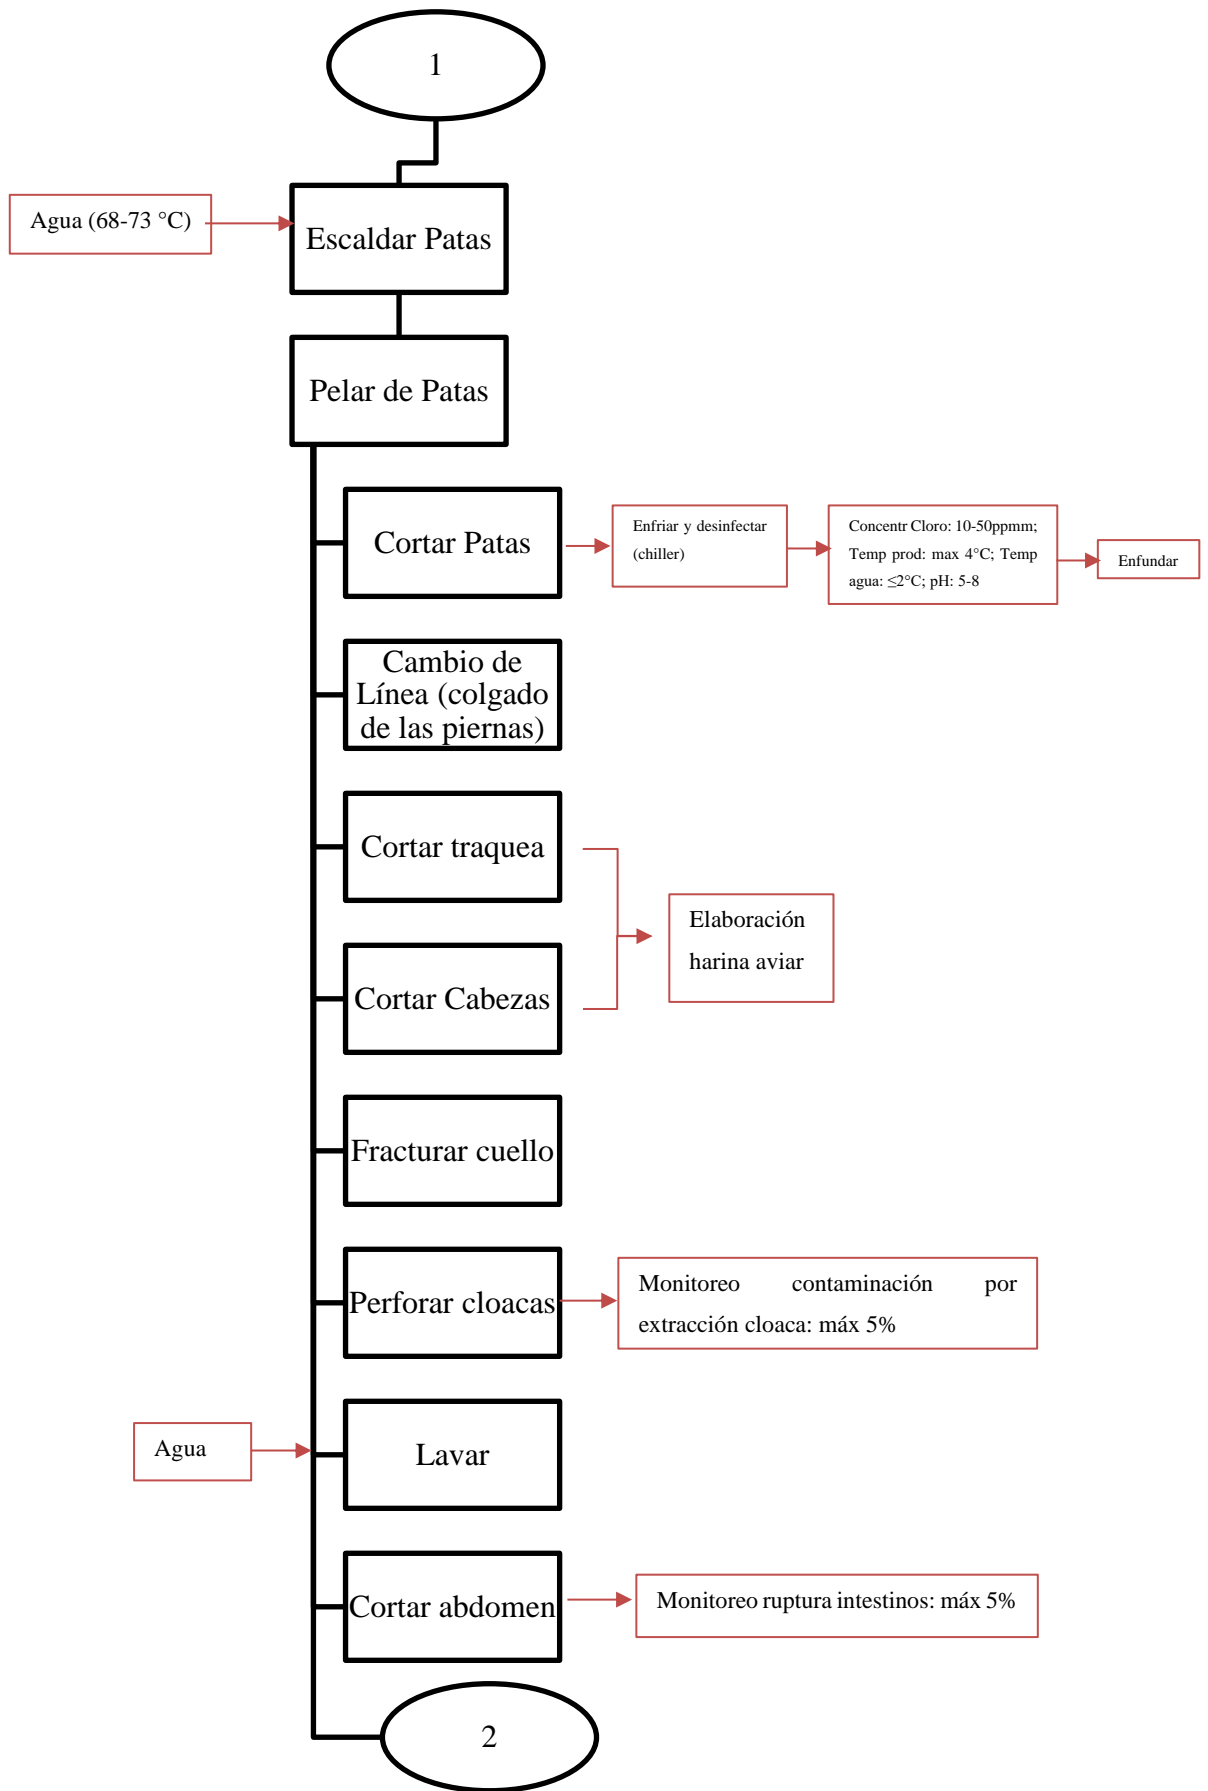 1
Agua (68-73 °C)
Escaldar Patas
Pelar de Patas
Cortar Patas
Enfriar y desinfectar
(chiller)
Concentr Cloro: 10-50ppmm;
Temp prod: max 4°C; Temp
agua: ≤2°C; pH: 5-8
Enfundar
Cambio de
Línea (colgado
de las piernas)
Cortar traquea
Elaboración
harina aviar
Cortar Cabezas
Fracturar cuello
Perforar cloacas
Monitoreo contaminación por
extracción cloaca: máx 5%
Agua
Lavar
Cortar abdomen
Monitoreo ruptura intestinos: máx 5%
2